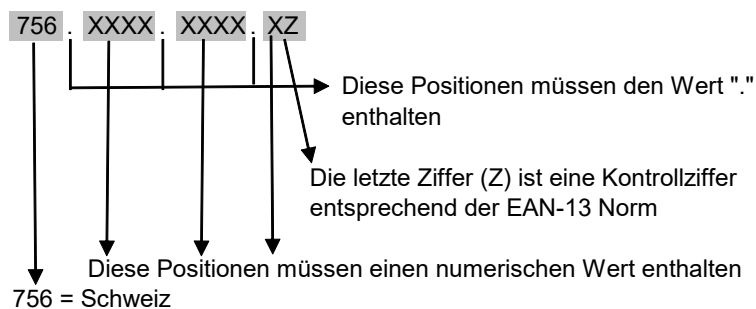 756 . XXXX . XXXX . XZ
Diese Positionen müssen den Wert "."
enthalten
Die letzte Ziffer (Z) ist eine Kontrollziffer
entsprechend der EAN-13 Norm
Diese Positionen müssen einen numerischen Wert enthalten
756 = Schweiz